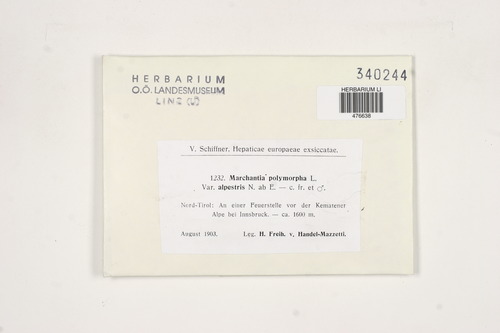 HERBARIUM
O.Ö. LANDESMUSEUM
LINZ (LI)
340244
HERBARIUM LI
476638
V. Schiffner, Hepaticae europaeae exsiccatae.
1232. Marchantia polymorpha L.
Var. alpestris N. ab E. — c. fr. et ♂.
Nord-Tirol: An einer Feuerstelle vor der Kematener
Alpe bei Innsbruck. — ca. 1600 m.
August 1903. Leg. H. Freih. v. Handel-Mazzetti.